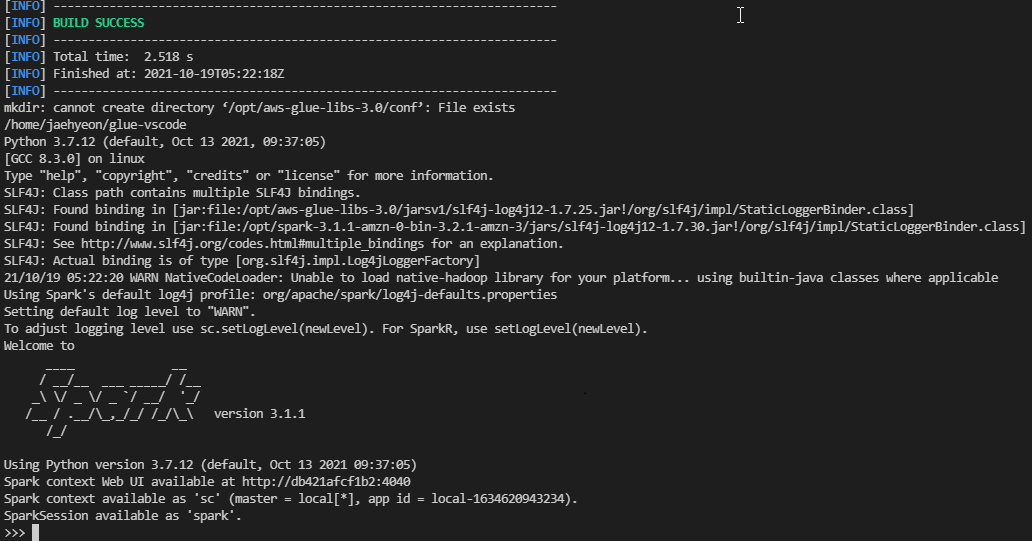 [INFO] ------------------------------------------------------------------------
[INFO] BUILD SUCCESS
[INFO] ------------------------------------------------------------------------
[INFO] Total time:  2.518 s
[INFO] Finished at: 2021-10-19T05:22:18Z
[INFO] ------------------------------------------------------------------------
mkdir: cannot create directory ‘/opt/aws-glue-libs-3.0/conf’: File exists
/home/jaehyeon/glue-vscode
Python 3.7.12 (default, Oct 13 2021, 09:37:05)
[GCC 8.3.0] on linux
Type "help", "copyright", "credits" or "license" for more information.
SLF4J: Class path contains multiple SLF4J bindings.
SLF4J: Found binding in [jar:file:/opt/aws-glue-libs-3.0/jarsv1/slf4j-log4j12-1.7.25.jar!/org/slf4j/impl/StaticLoggerBinder.class]
SLF4J: Found binding in [jar:file:/opt/spark-3.1.1-amzn-0-bin-3.2.1-amzn-3/jars/slf4j-log4j12-1.7.30.jar!/org/slf4j/impl/StaticLoggerBinder.class]
SLF4J: See http://www.slf4j.org/codes.html#multiple_bindings for an explanation.
SLF4J: Actual binding is of type [org.slf4j.impl.Log4jLoggerFactory]
21/10/19 05:22:20 WARN NativeCodeLoader: Unable to load native-hadoop library for your platform... using builtin-java classes where applicable
Using Spark's default log4j profile: org/apache/spark/log4j-defaults.properties
Setting default log level to "WARN".
To adjust logging level use sc.setLogLevel(newLevel). For SparkR, use setLogLevel(newLevel).
Welcome to
      ____              __
     / __/__  ___ _____/ /__
    _\ \/ _ \/ _ `/ __/  '_/
   /__ / .__/\_,_/_/ /_/\_\   version 3.1.1
      /_/
Using Python version 3.7.12 (default, Oct 13 2021 09:37:05)
Spark context Web UI available at http://db421afcf1b2:4040
Spark context available as 'sc' (master = local[*], app id = local-1634620943234).
SparkSession available as 'spark'.
>>>